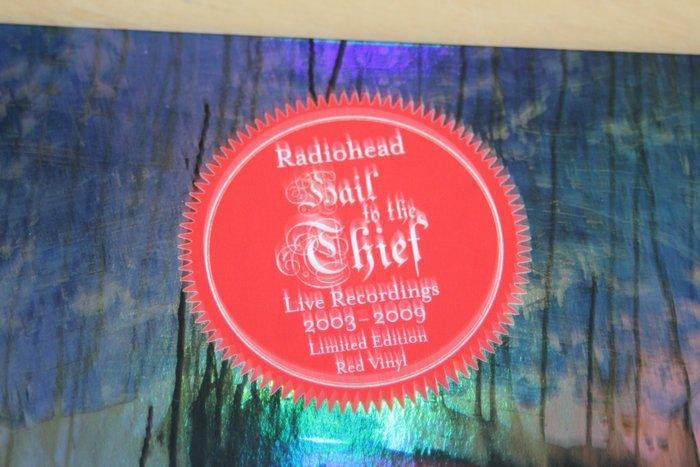 Radiohead
Hail
to the
Thief
Live Recordings
2003–2009
Limited Edition
Red Vinyl